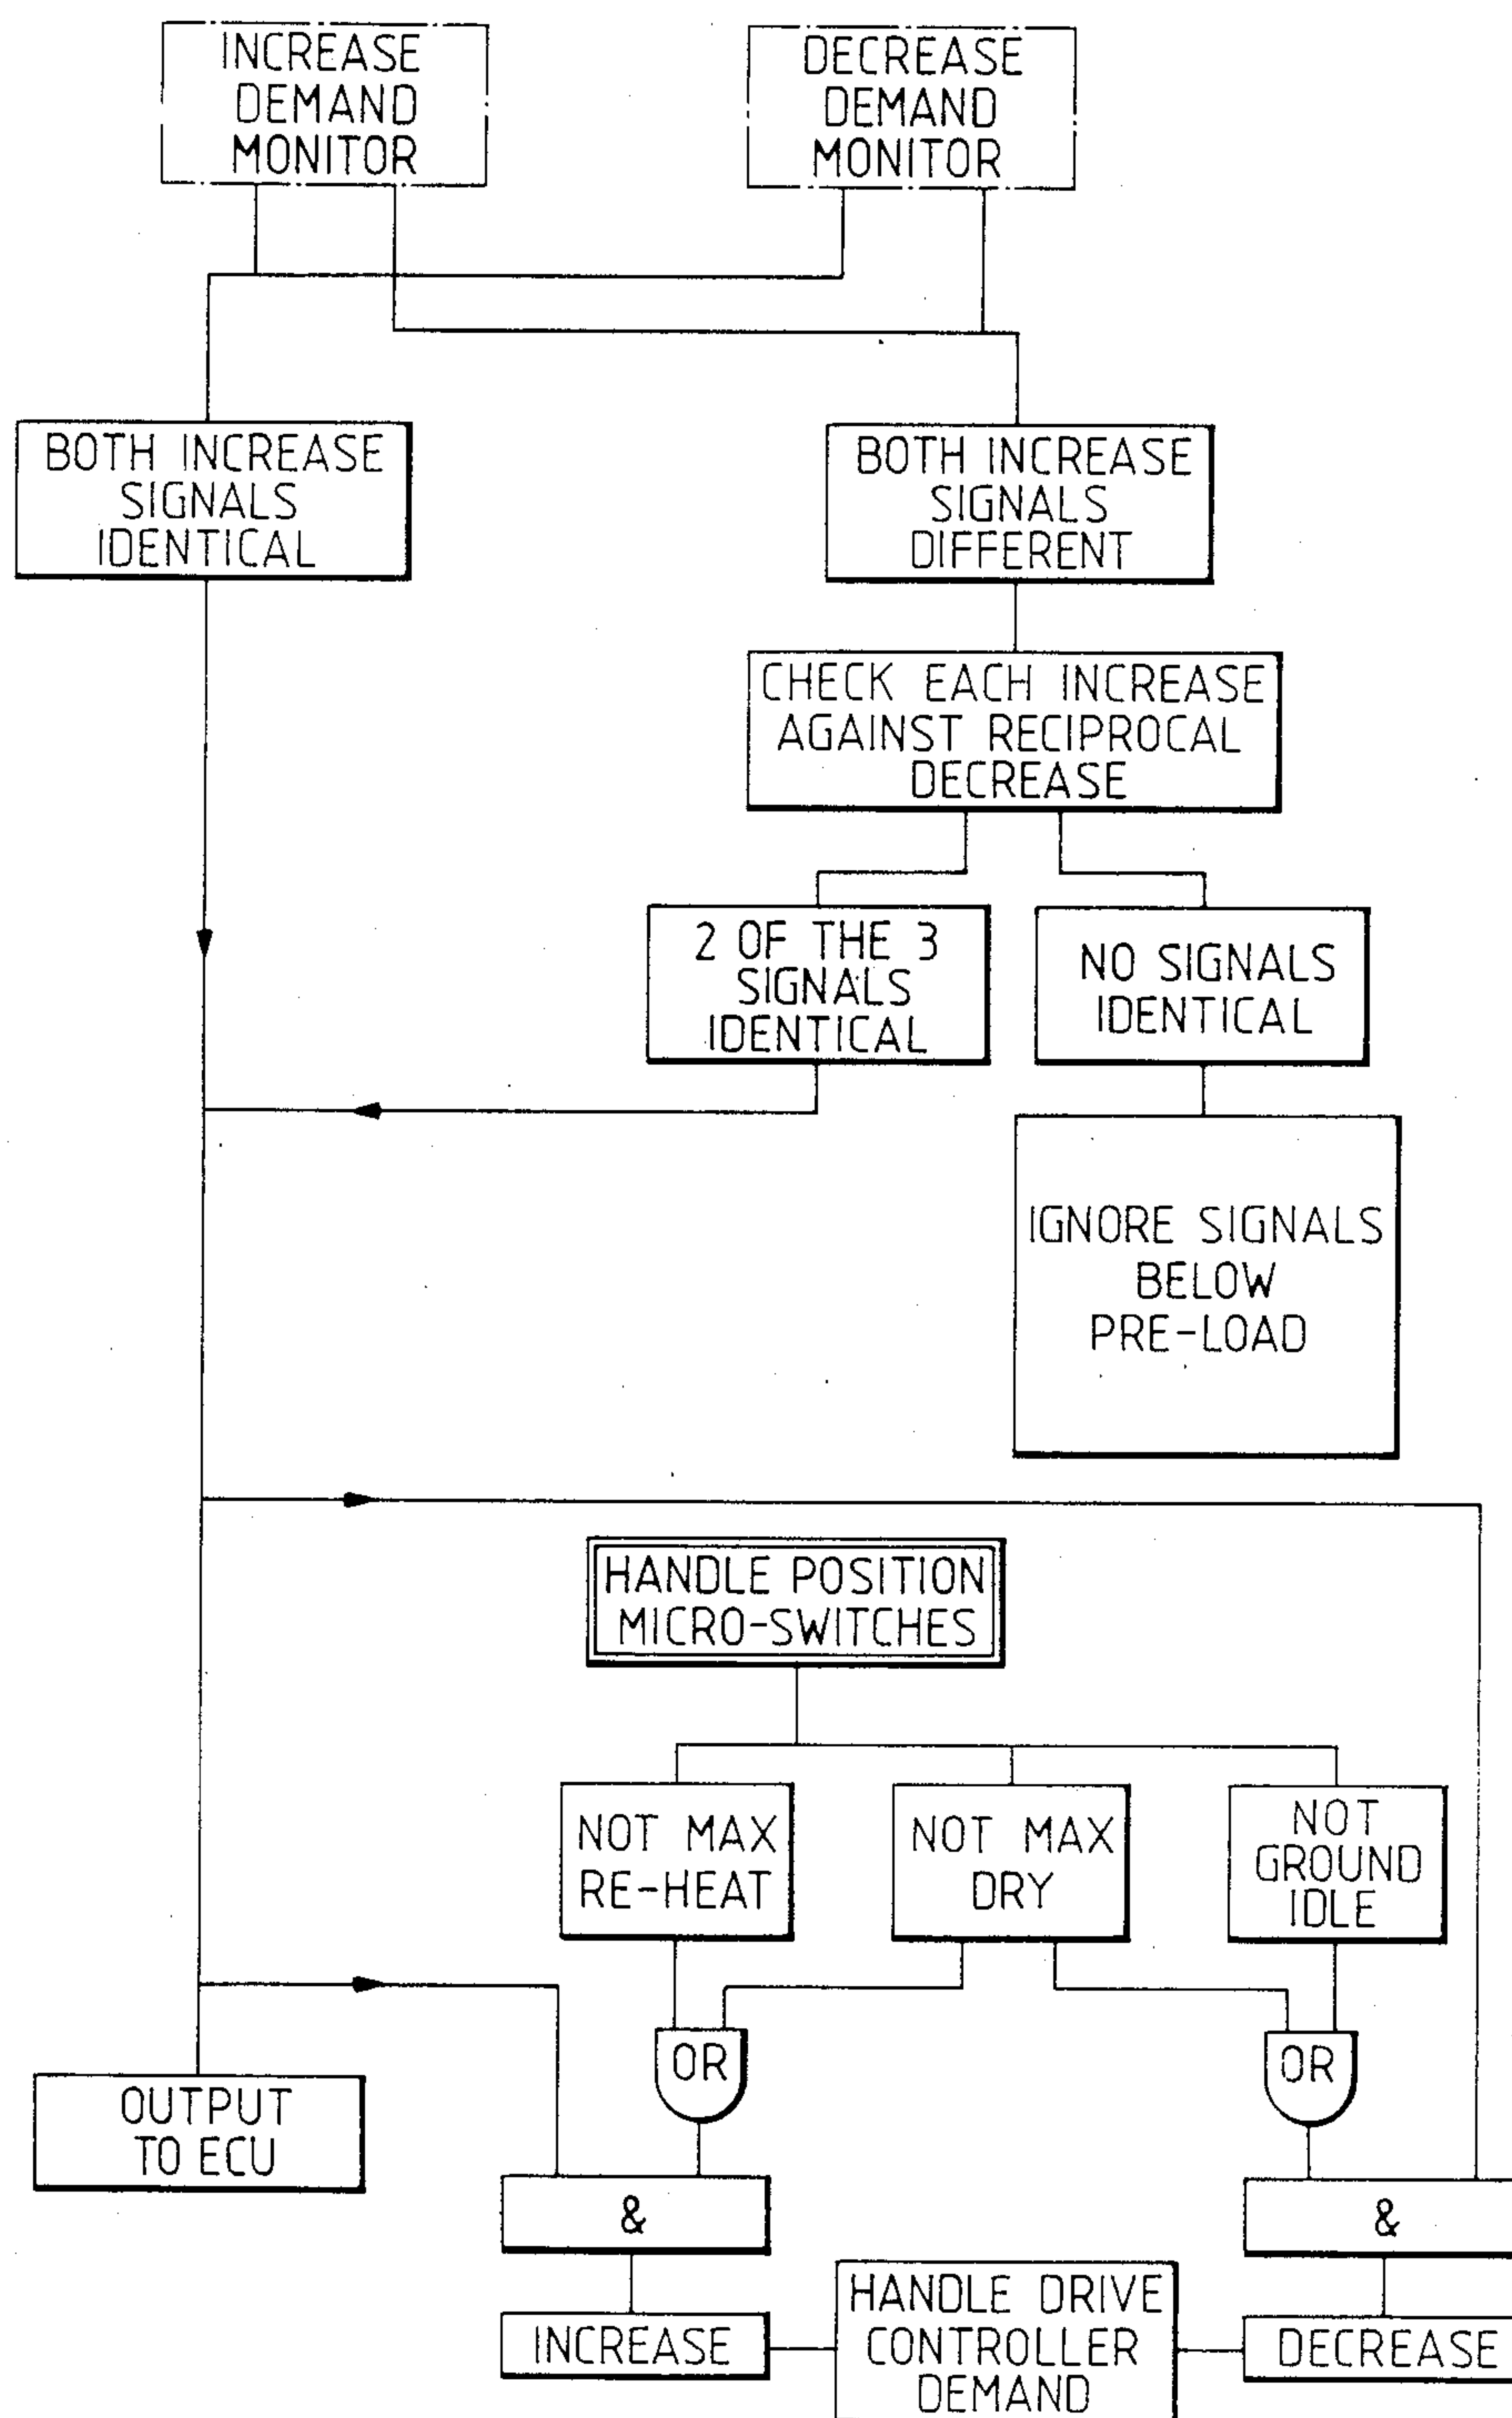 INCREASE
DEMAND
MONITOR
DECREASE
DEMAND
MONITOR
BOTH INCREASE
SIGNALS
IDENTICAL
BOTH INCREASE
SIGNALS
DIFFERENT
CHECK EACH INCREASE
AGAINST RECIPROCAL
DECREASE
2 OF THE 3
SIGNALS
IDENTICAL
NO SIGNALS
IDENTICAL
IGNORE SIGNALS
BELOW
PRE-LOAD
HANDLE POSITION
MICRO-SWITCHES
NOT MAX
RE-HEAT
NOT MAX
DRY
NOT
GROUND
IDLE
OR
OR
OUTPUT
TO ECU
&
&
INCREASE
HANDLE DRIVE
CONTROLLER
DEMAND
DECREASE